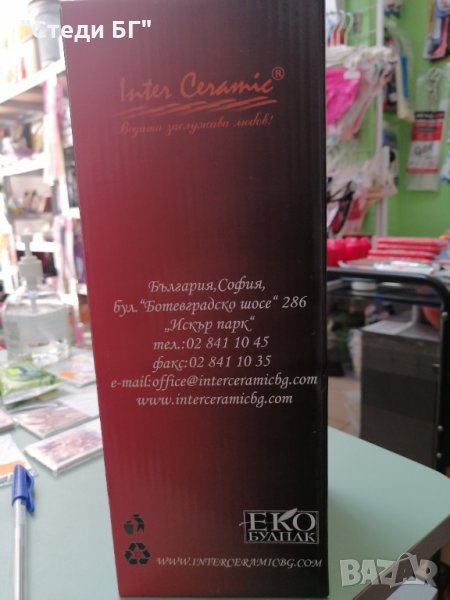 "Стеди БГ"
Inter Ceramic®
Водата заслужава любов!
България,София,
бул.“Ботевградско шосе“ 286
„Искър парк“
тел.:02 841 10 45
факс:02 841 10 35
e-mail:office@interceramicbg.com
www.interceramicbg.com
ЕКО
БУЛПАК
WWW.INTERCERAMICBG.COM
BAZAR